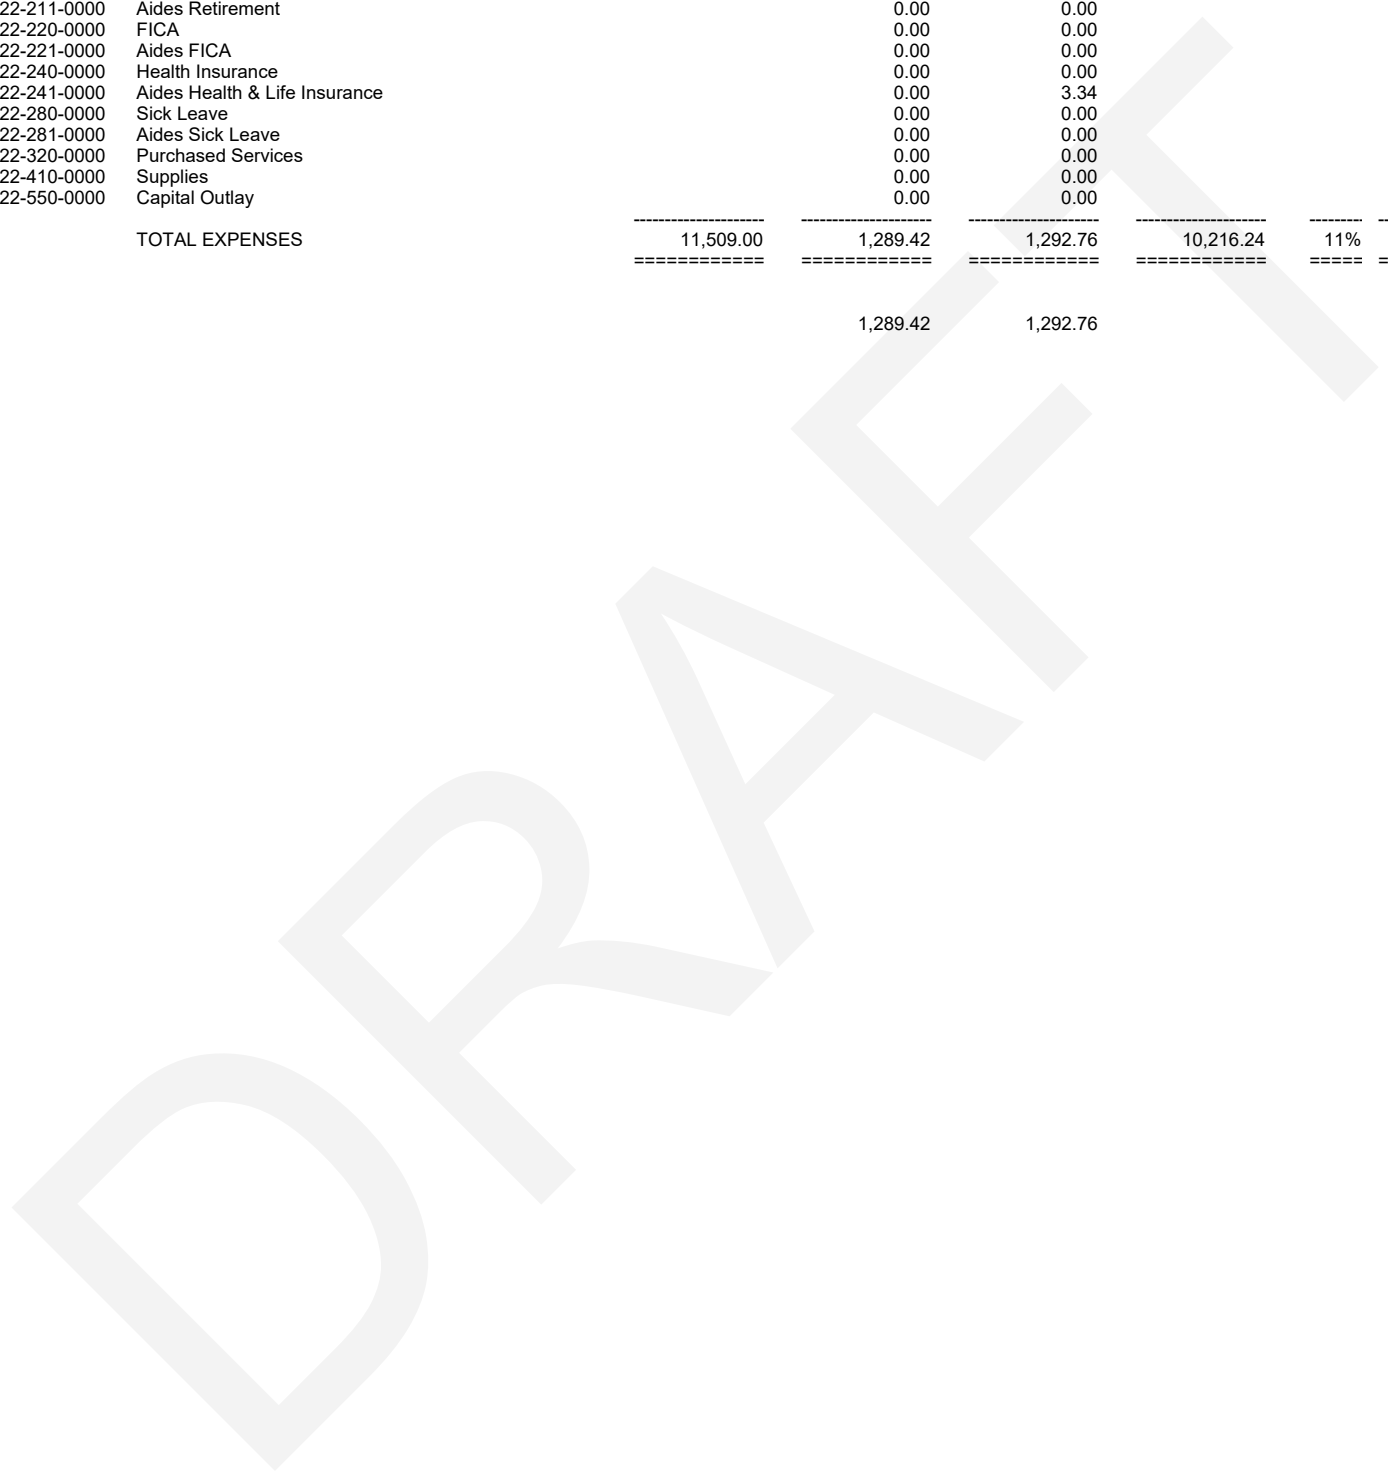 22-211-0000 Aides Retirement 0.00 0.00
22-220-0000 FICA 0.00 0.00
22-221-0000 Aides FICA 0.00 0.00
22-240-0000 Health Insurance 0.00 0.00
22-241-0000 Aides Health & Life Insurance 0.00 3.34
22-280-0000 Sick Leave 0.00 0.00
22-281-0000 Aides Sick Leave 0.00 0.00
22-320-0000 Purchased Services 0.00 0.00
22-410-0000 Supplies 0.00 0.00
22-550-0000 Capital Outlay 0.00 0.00
--------------------- --------------------- --------------------- --------------------- -------- --
TOTAL EXPENSES 11,509.00 1,289.42 1,292.76 10,216.24 11%
============ ============ ============ ============ ===== =
1,289.42 1,292.76
DRAFT